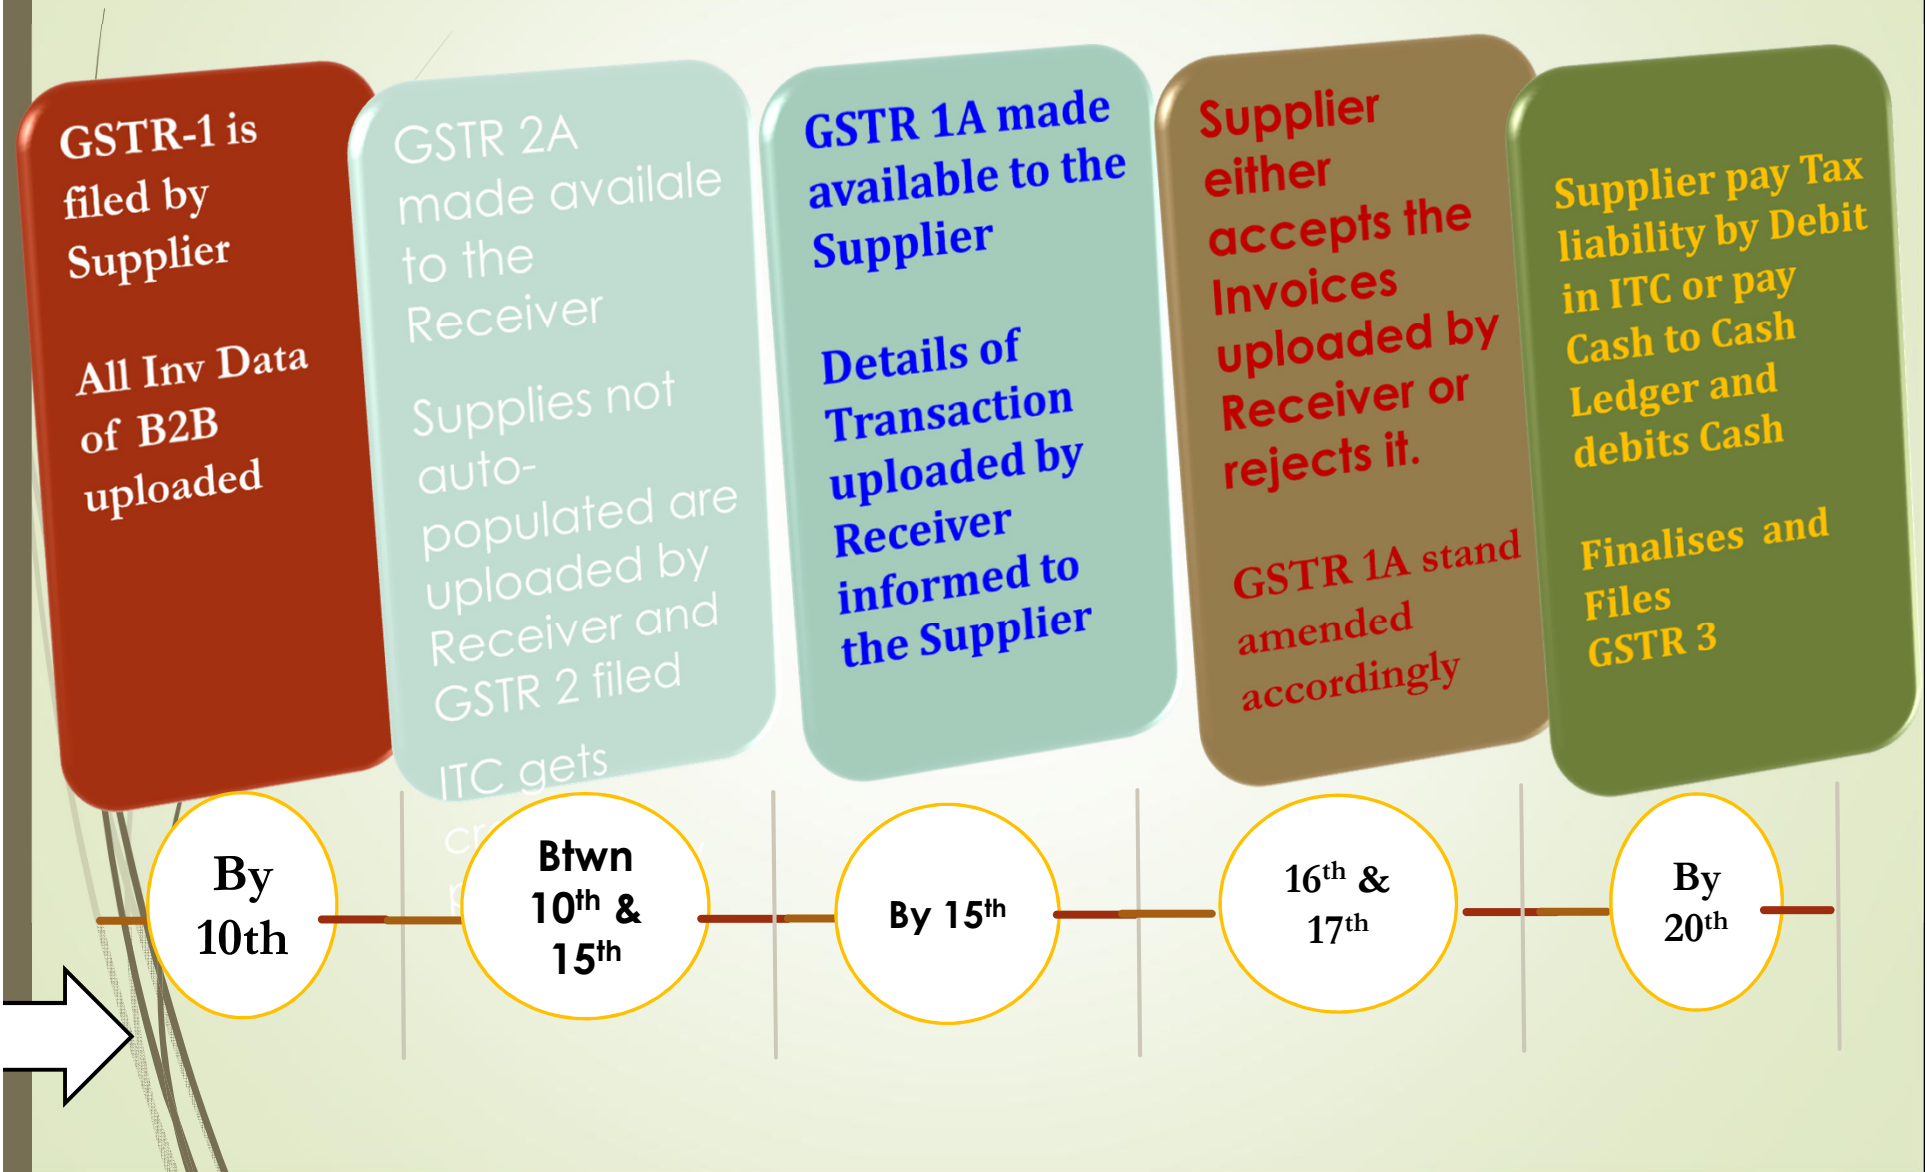 GSTR-1 is
filed by
Supplier
All Inv Data
of B2B
uploaded
GSTR 2A
made availale
to the
Receiver
Supplies not
auto-
populated are
uploaded by
Receiver and
GSTR 2 filed
ITC gets
GSTR 1A made
available to the
Supplier
Details of
Transaction
uploaded by
Receiver
informed to
the Supplier
Supplier
either
accepts the
Invoices
uploaded by
Receiver or
rejects it.
GSTR 1A stand
amended
accordingly
Supplier pay Tax
liability by Debit
in ITC or pay
Cash to Cash
Ledger and
debits Cash
Finalises and
Files
GSTR 3
By
10th
Btwn
10th &
15th
By 15th
16th &
17th
By
20th